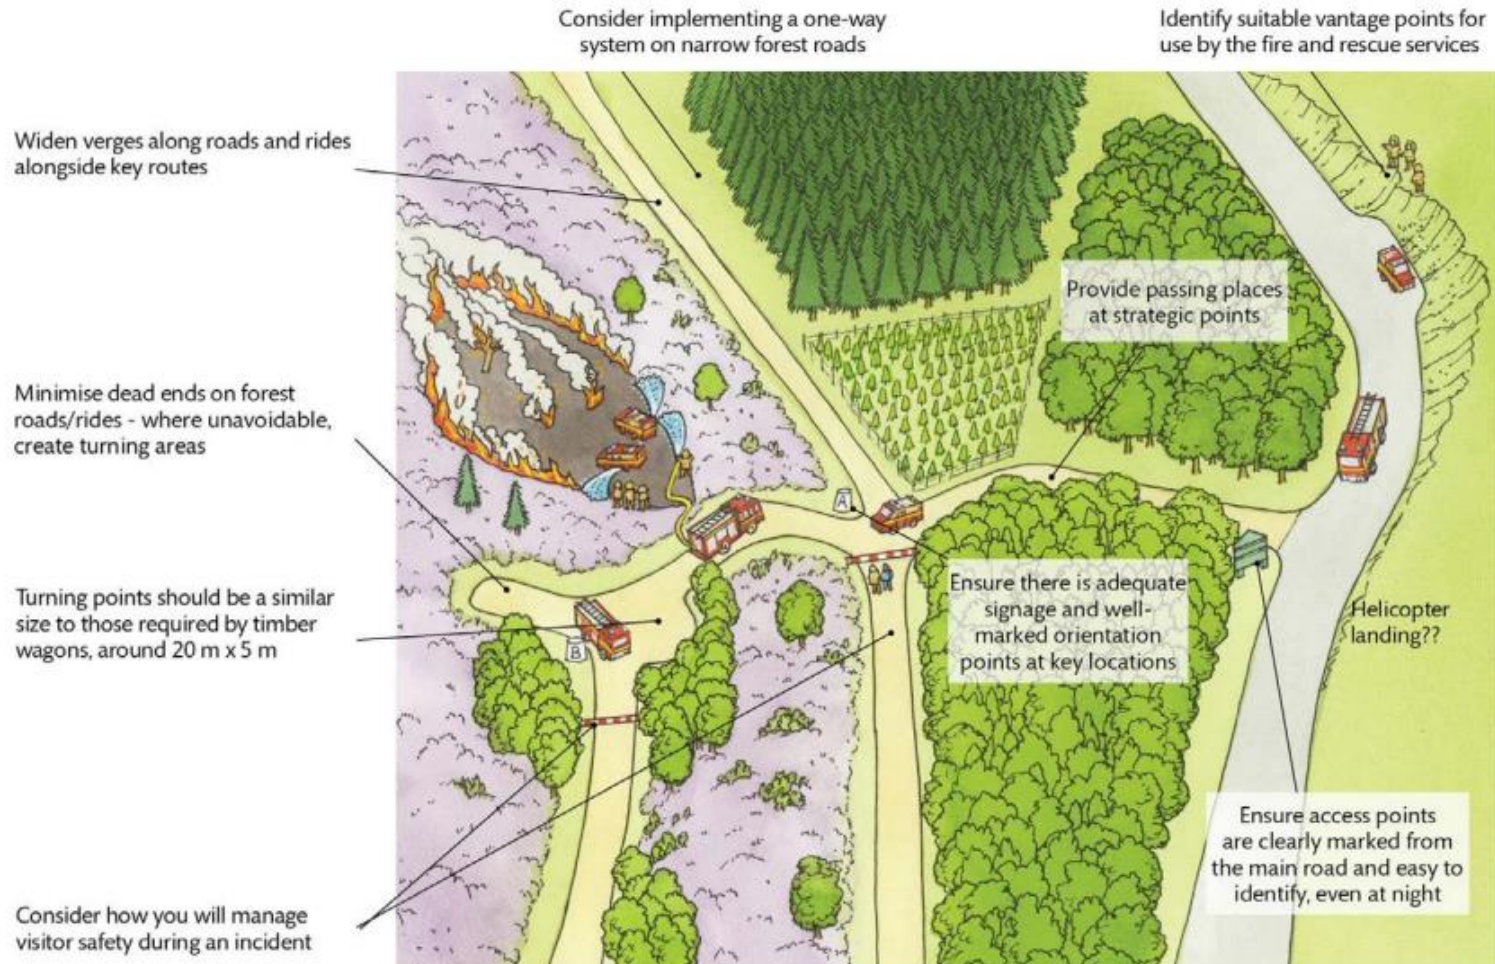 Consider implementing a one-way
system on narrow forest roads
Identify suitable vantage points for
use by the fire and rescue services
Widen verges along roads and rides
alongside key routes
Provide passing places
at strategic points
Minimise dead ends on forest
roads/rides - where unavoidable,
create turning areas
A
Ensure there is adequate
signage and well-
marked orientation
points at key locations
Turning points should be a similar
size to those required by timber
wagons, around 20 m x 5 m
B
Helicopter
landing??
Ensure access points
are clearly marked from
the main road and easy to
identify, even at night
Consider how you will manage
visitor safety during an incident